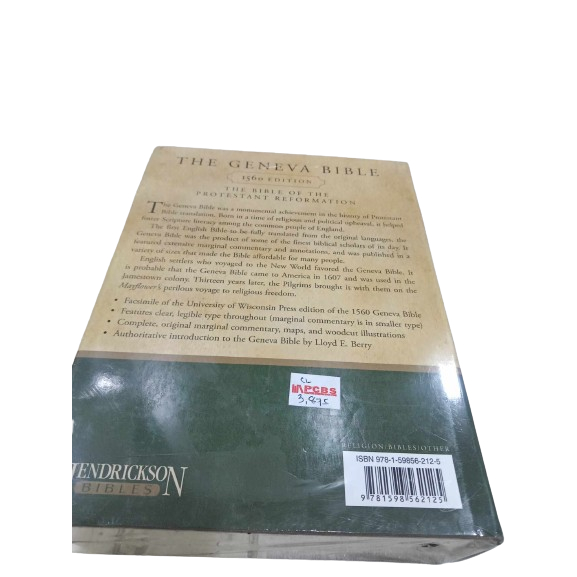 THE GENEVA BIBLE
1560 EDITION
THE BIBLE OF THE
PROTESTANT REFORMATION
The Geneva Bible was a monumental achievement in the history of Protestant
Bible translation. Born in a time of religious and political upheaval, it helped
foster Scripture literacy among the common people of England.
The first English Bible to be fully translated from the original languages, the
Geneva Bible was the product of some of the finest biblical scholars of its day. It
featured extensive marginal commentary and annotations, and was published in a
variety of sizes that made the Bible affordable for many people.
English settlers who voyaged to the New World favored the Geneva Bible. It
is probable that the Geneva Bible came to America in 1607 and was used in the
Jamestown colony. Thirteen years later, the Pilgrims brought it with them on the
Mayflower's perilous voyage to religious freedom.
• Facsimile of the University of Wisconsin Press edition of the 1560 Geneva Bible
• Features clear, legible type throughout (marginal commentary is in smaller type)
• Complete, original marginal commentary, maps, and woodcut illustrations
• Authoritative introduction to the Geneva Bible by Lloyd E. Berry
CL
PCBS
3,895
RELIGION/BIBLES/OTHER
ISBN 978-1-59856-212-5
9 781598 562125
HENDRICKSON
BIBLES